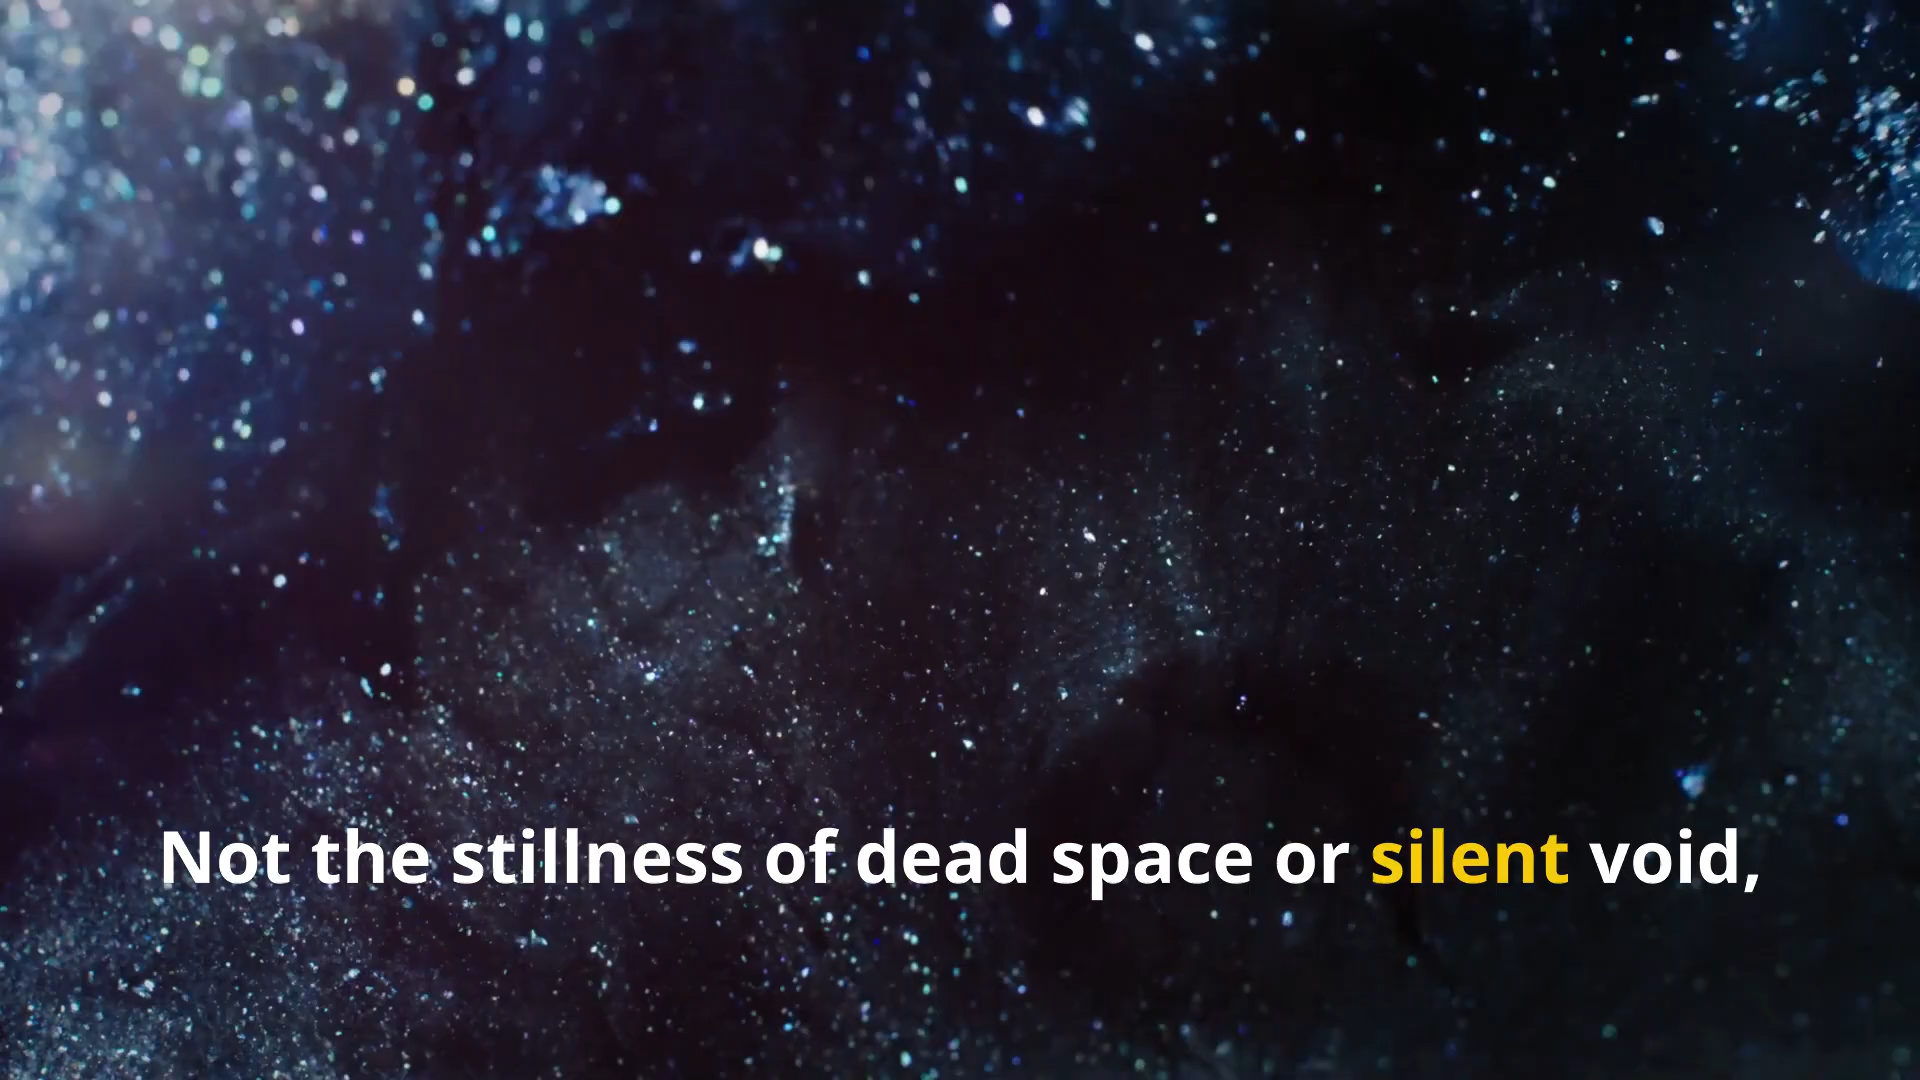 Not the stillness of dead space or silent void,